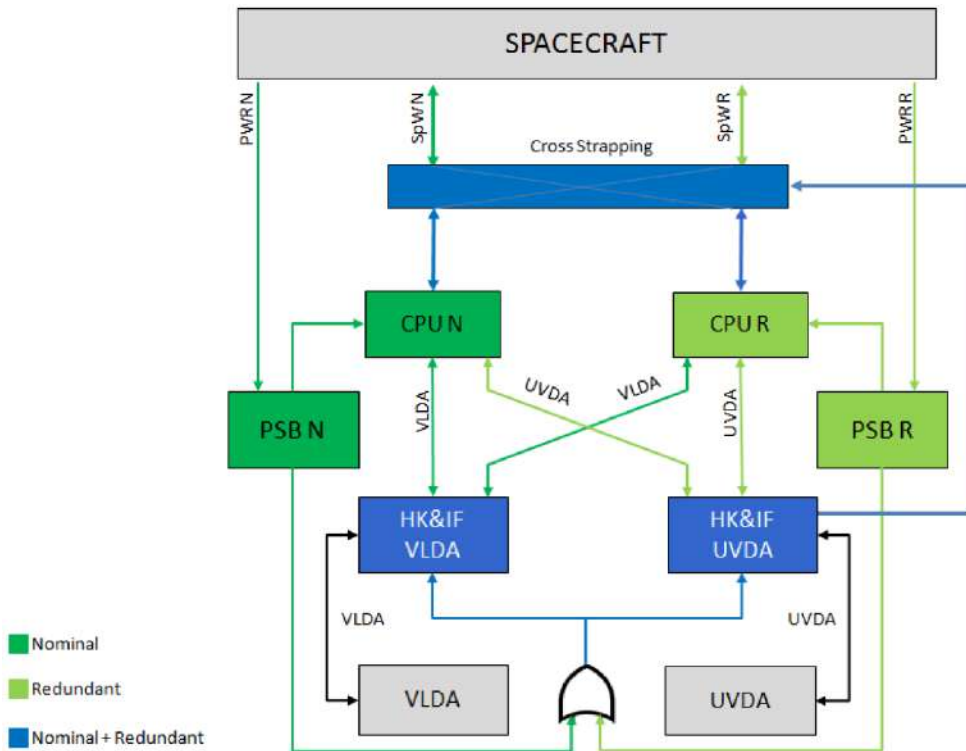 SPACECRAFT
PWR N
SpW N
SpW R
PWR R
Cross Strapping
CPU N
CPU R
VLDA
UVDA
VLDA
UVDA
PSB N
PSB R
HK&IF
VLDA
HK&IF
UVDA
VLDA
UVDA
VLDA
UVDA
Nominal
Redundant
Nominal + Redundant